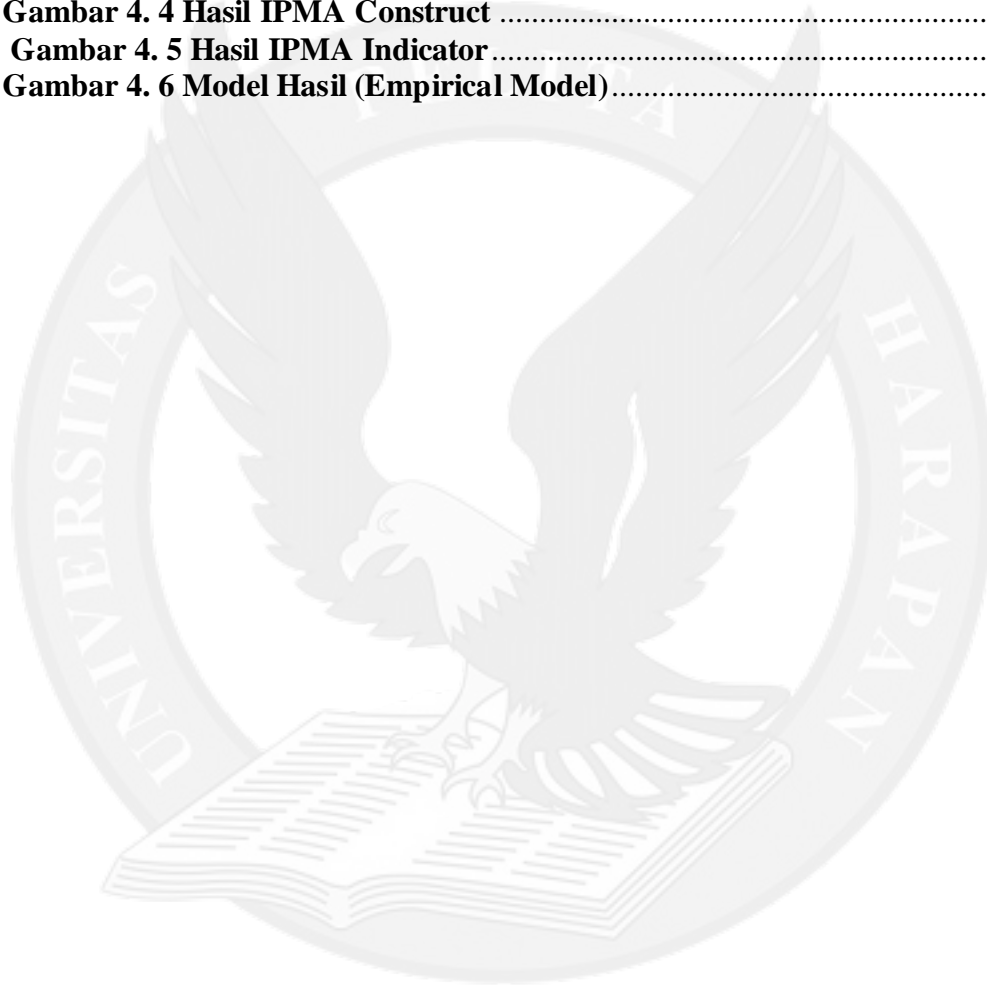 Gambar 4. 4 Hasil IPMA Construct ................................................................................
Gambar 4. 5 Hasil IPMA Indicator ................................................................................
Gambar 4. 6 Model Hasil (Empirical Model) ................................................................
UNIVERSITAS PELITA HARAPAN